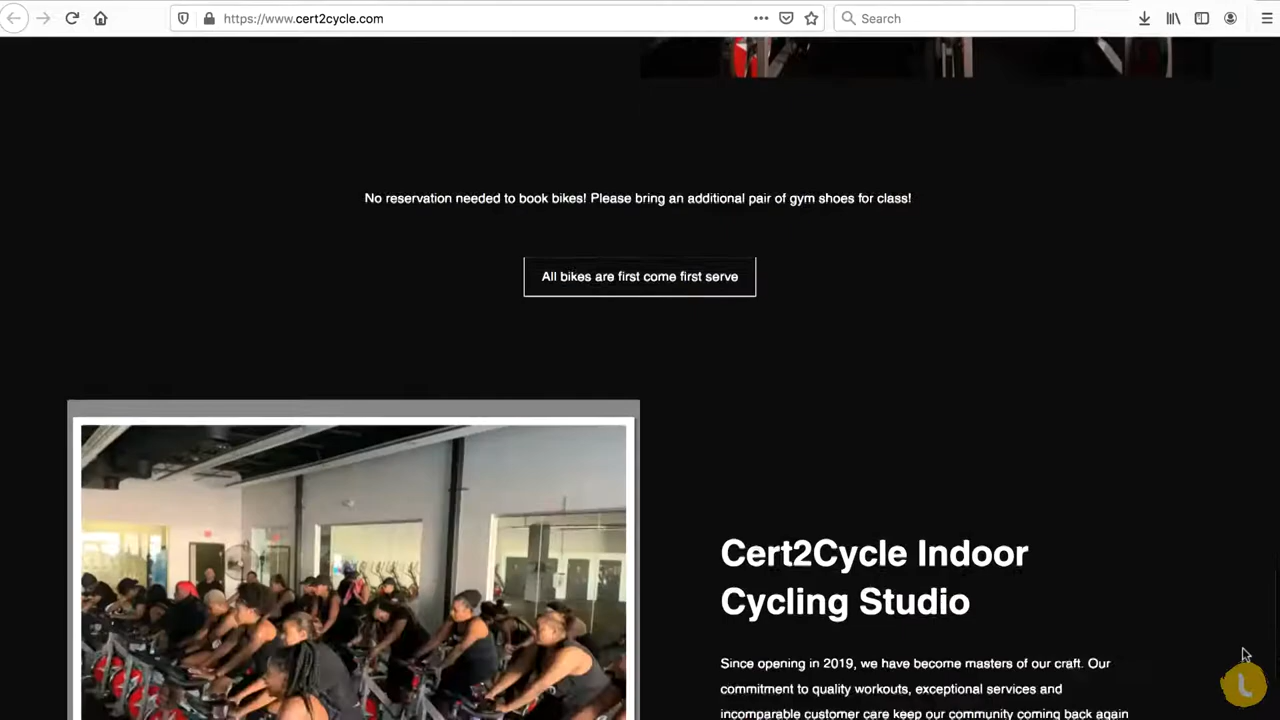 https://www.cert2cycle.com
Search
No reservation needed to book bikes! Please bring an additional pair of gym shoes for class!
All bikes are first come first serve
Cert2Cycle Indoor
Cycling Studio
Since opening in 2019, we have become masters of our craft. Our
commitment to quality workouts, exceptional services and
incomparable customer care keep our community coming back again